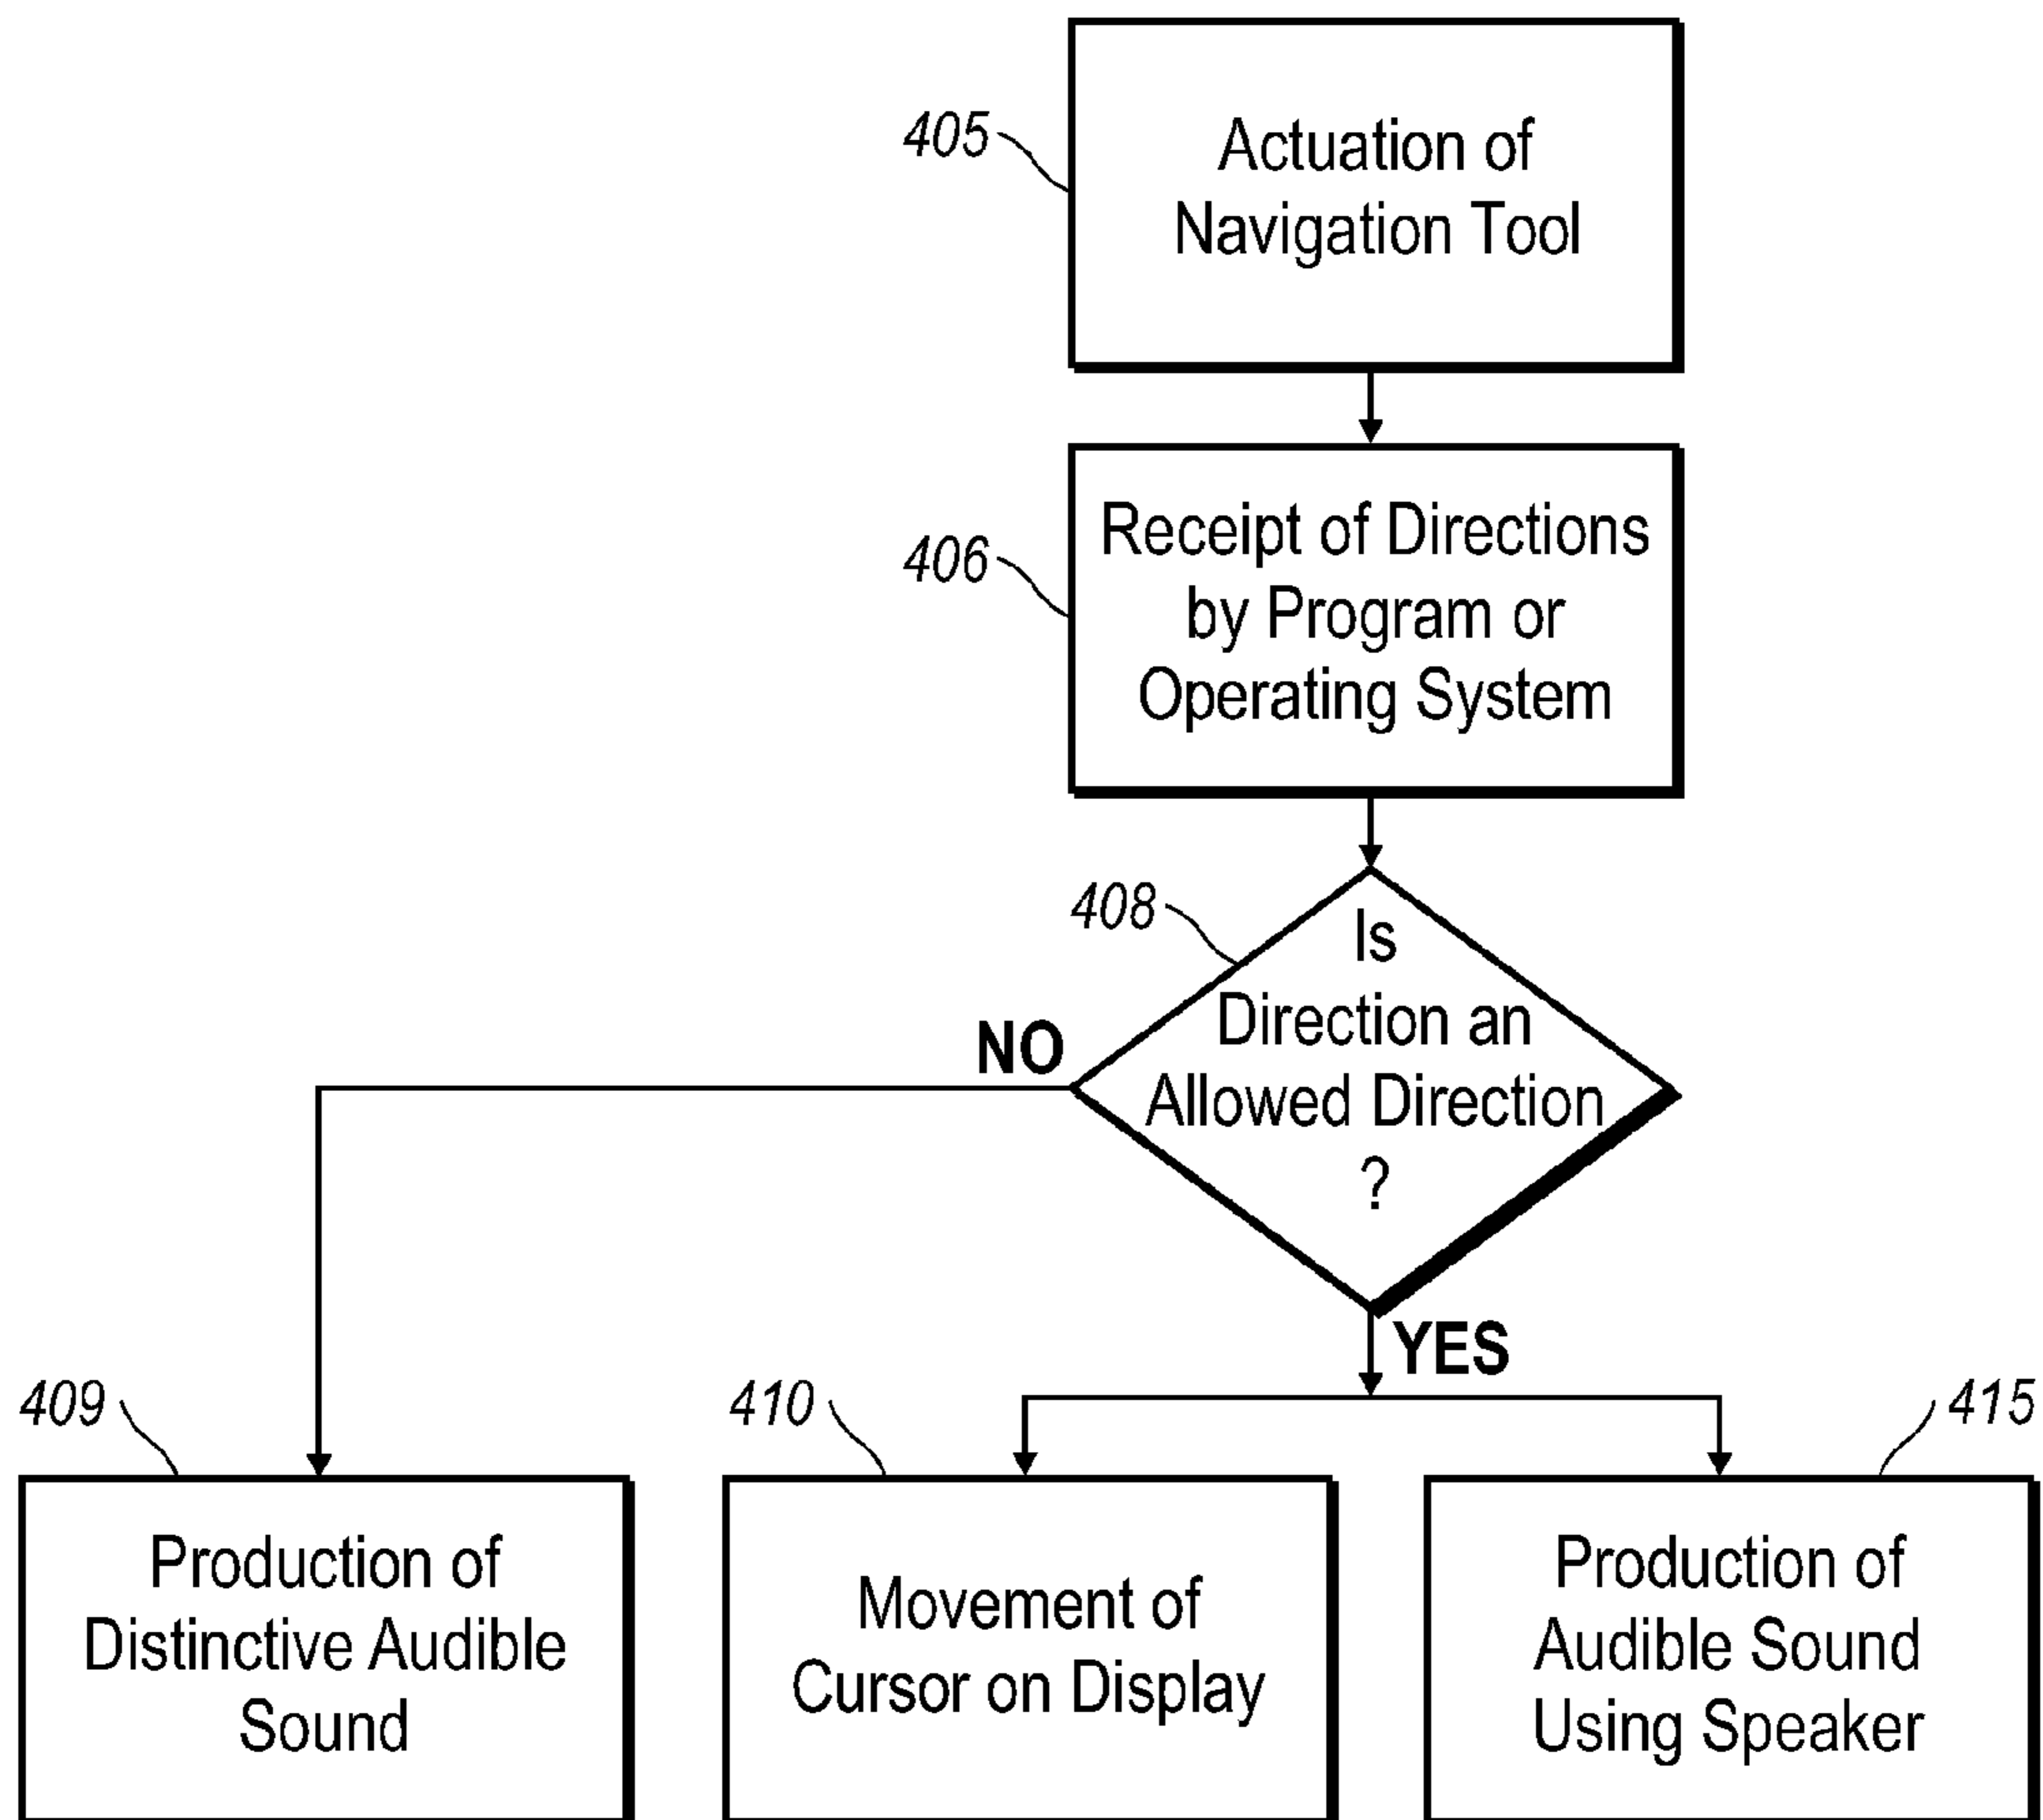 405
Actuation of
Navigation Tool
406
Receipt of Directions
by Program or
Operating System
408
Is
Direction an
Allowed Direction
?
NO
YES
409
Production of
Distinctive Audible
Sound
410
Movement of
Cursor on Display
415
Production of
Audible Sound
Using Speaker